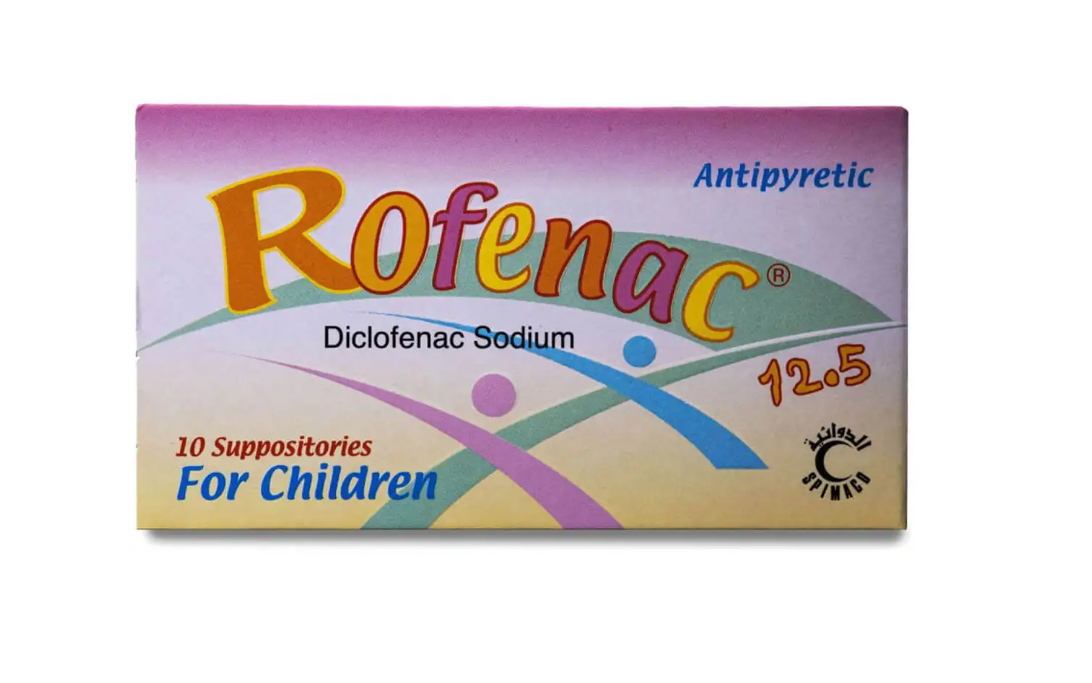 Antipyretic
Rofenac®
Diclofenac Sodium
12.5
10 Suppositories
For Children
الدوائية
SPIMACO